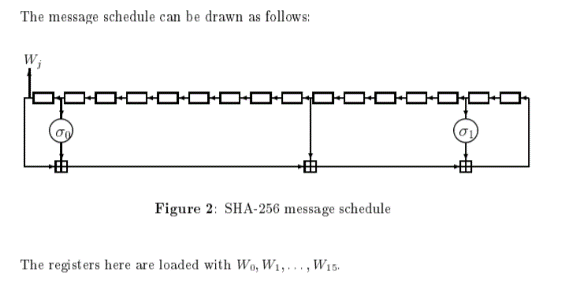 The message schedule can be drawn as follows:
Wⱼ
σ₀ σ₁
Figure 2: SHA-256 message schedule
The registers here are loaded with W₀, W₁, . . . , W₁₅.